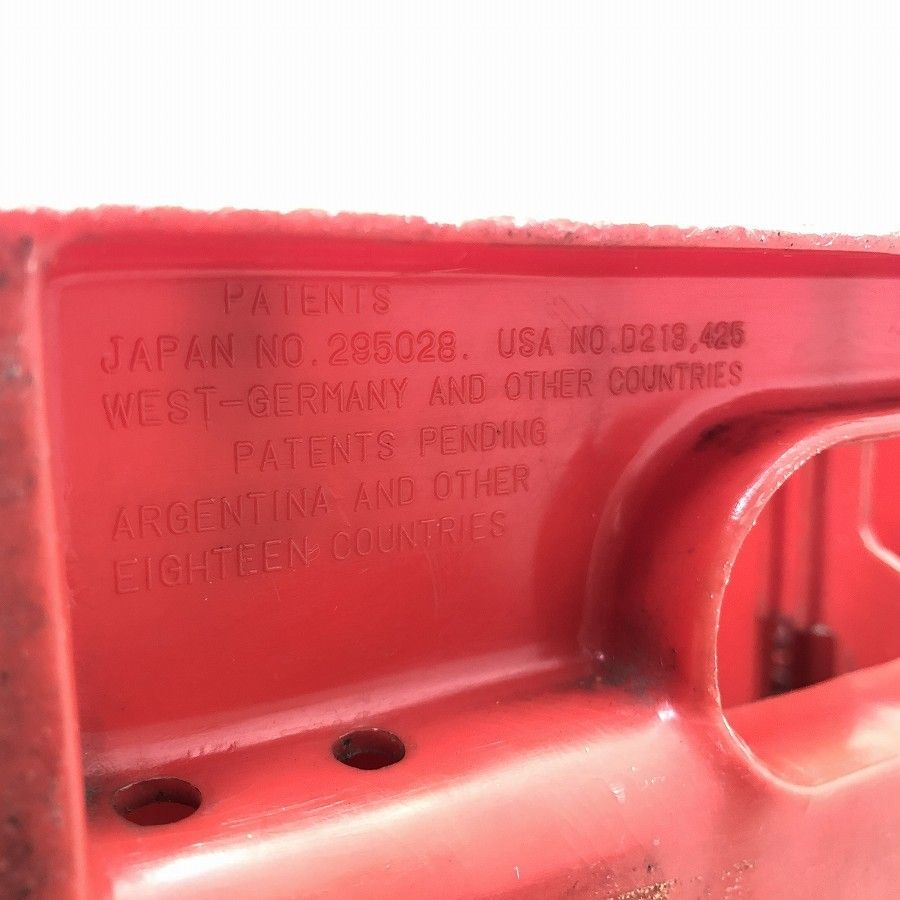 PATENTS
JAPAN NO.295028. USA NO.D213,425
WEST-GERMANY AND OTHER COUNTRIES
PATENTS PENDING
ARGENTINA AND OTHER
EIGHTEEN COUNTRIES